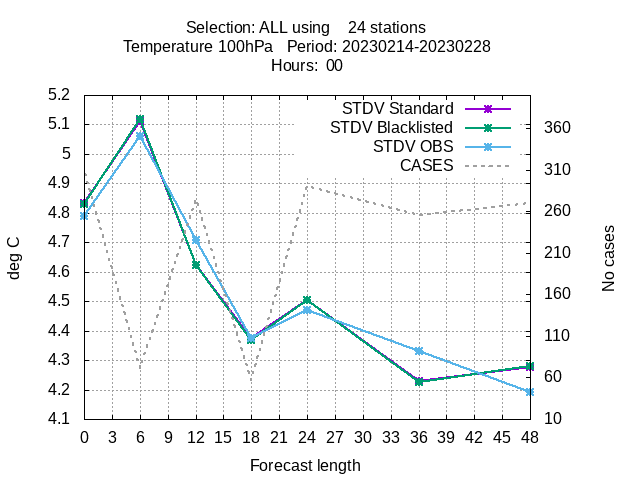 Selection: ALL using 24 stations
Temperature 100hPa Period: 20230214-20230228
Hours: 00
STDV Standard
STDV Blacklisted
STDV OBS
CASES
5.2
5.1
5
4.9
4.8
4.7
4.6
4.5
4.4
4.3
4.2
4.1
deg C
360
310
260
210
160
110
60
10
No cases
0 3 6 9 12 15 18 21 24 27 30 33 36 39 42 45 48
Forecast length